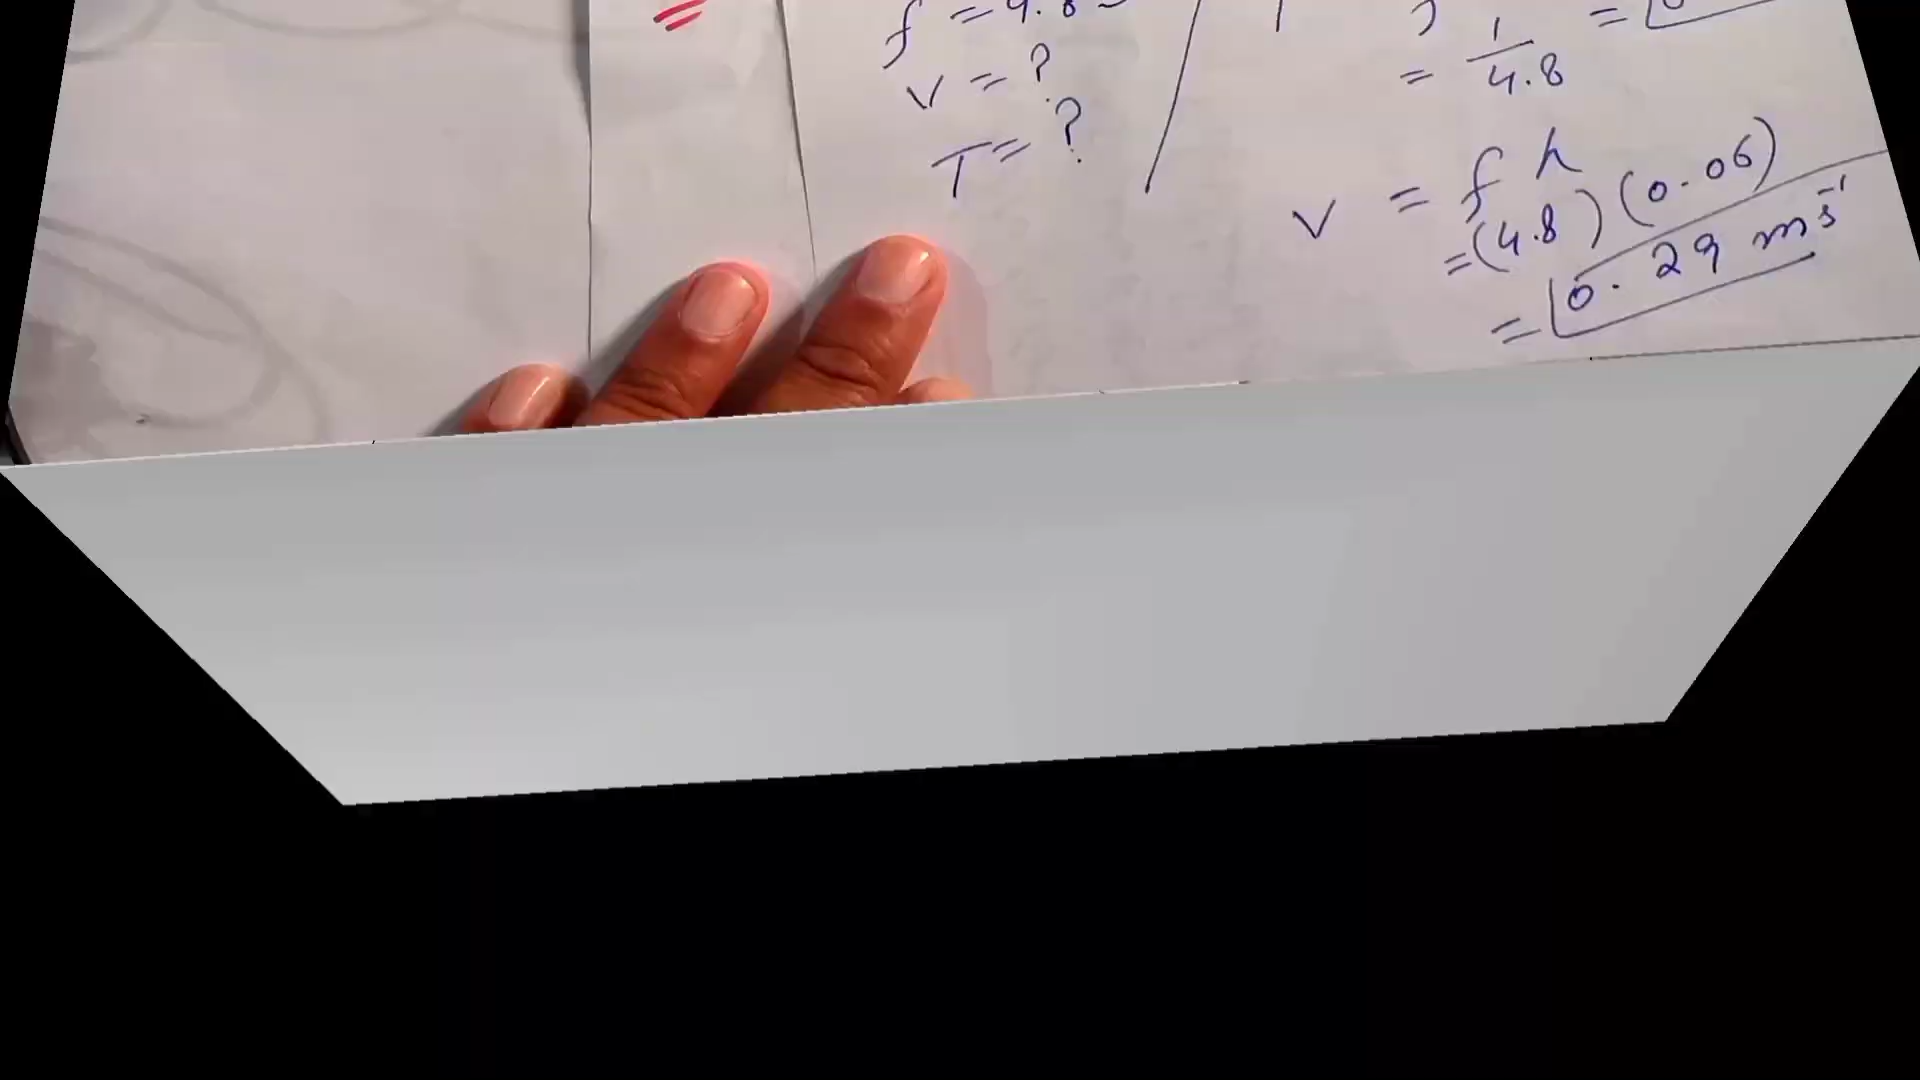 f = 4.8
v = ?
T = ?
= 1/4.8 =
v = f λ
= (4.8) (0.06)
= 0.29 ms⁻¹